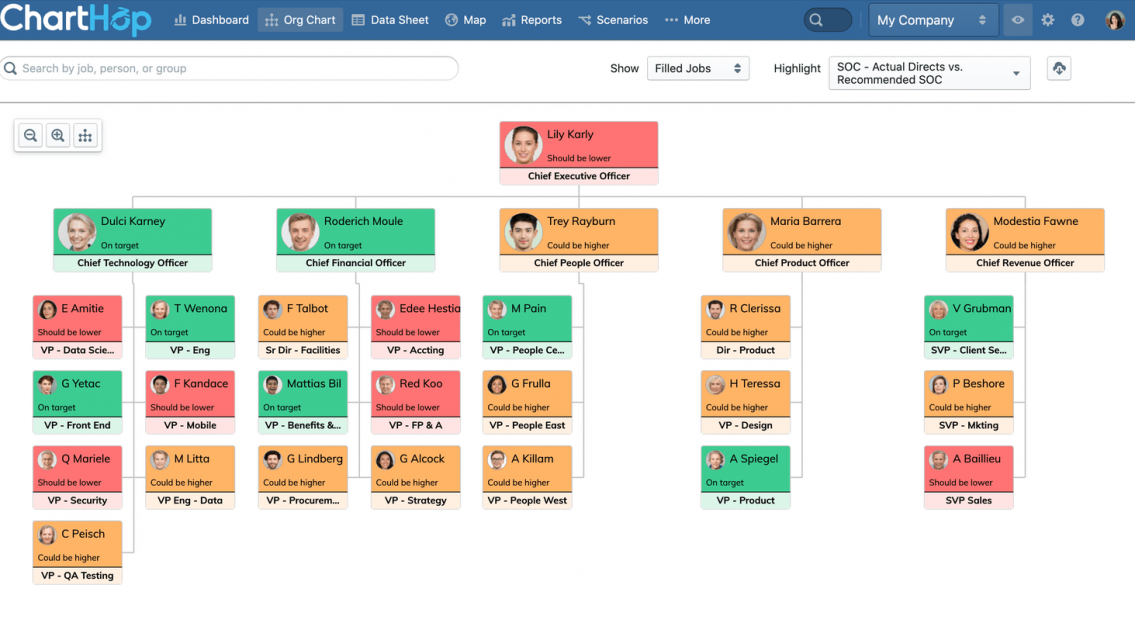 ChartHop
Dashboard
Org Chart
Data Sheet
Map
Reports
Scenarios
More
My Company
Search by job, person, or group
Show
Filled Jobs
Highlight
SOC - Actual Directs vs.
Recommended SOC
Lily Karly
Should be lower
Chief Executive Officer
Dulci Karney
On target
Chief Technology Officer
Roderich Moule
On target
Chief Financial Officer
Trey Rayburn
Could be higher
Chief People Officer
Maria Barrera
Could be higher
Chief Product Officer
Modestia Fawne
Could be higher
Chief Revenue Officer
E Amitie
Should be lower
VP - Data Scie...
T Wenona
On target
VP - Eng
F Talbot
Could be higher
Sr Dir - Facilities
Edee Hestia
Should be lower
VP - Accting
M Pain
On target
VP - People Ce...
R Clerissa
Could be higher
Dir - Product
V Grubman
On target
SVP - Client Se...
G Yetac
On target
VP - Front End
F Kandace
Should be lower
VP - Mobile
Mattias Bil
On target
VP - Benefits &...
Red Koo
Should be lower
VP - FP & A
G Frulla
Could be higher
VP - People East
H Teressa
Could be higher
VP - Design
P Beshore
Could be higher
SVP - Mkting
Q Mariele
Should be lower
VP - Security
M Litta
Could be higher
VP Eng - Data
G Lindberg
Could be higher
VP - Procurem...
G Alcock
Could be higher
VP - Strategy
A Killam
Could be higher
VP - People West
A Spiegel
On target
VP - Product
A Baillieu
Should be lower
SVP Sales
C Peisch
Could be higher
VP - QA Testing